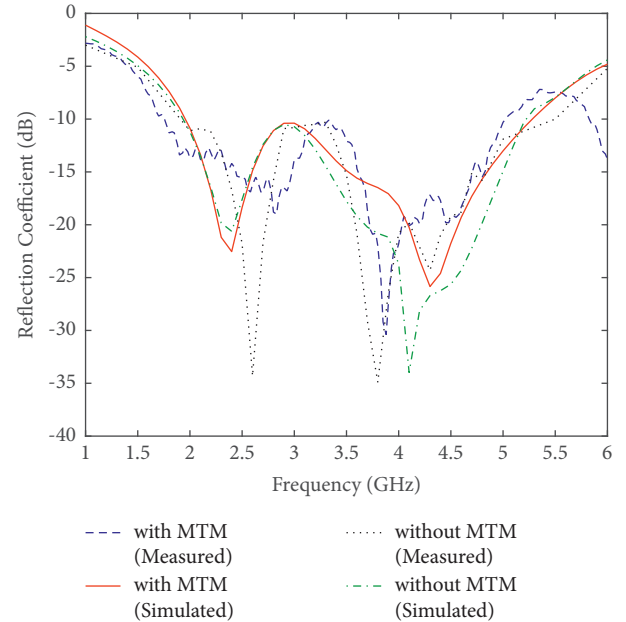 0
-5
-10
-15
-20
-25
-30
-35
-40
Reflection Coefficient (dB)
1 1.5 2 2.5 3 3.5 4 4.5 5 5.5 6
Frequency (GHz)
with MTM
(Measured)
with MTM
(Simulated)
without MTM
(Measured)
without MTM
(Simulated)